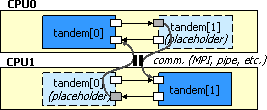 CPU0
tandem[0]
tandem[1]
(placeholder)
comm. (MPI, pipe, etc.)
CPU1
tandem[0]
(placeholder)
tandem[1]